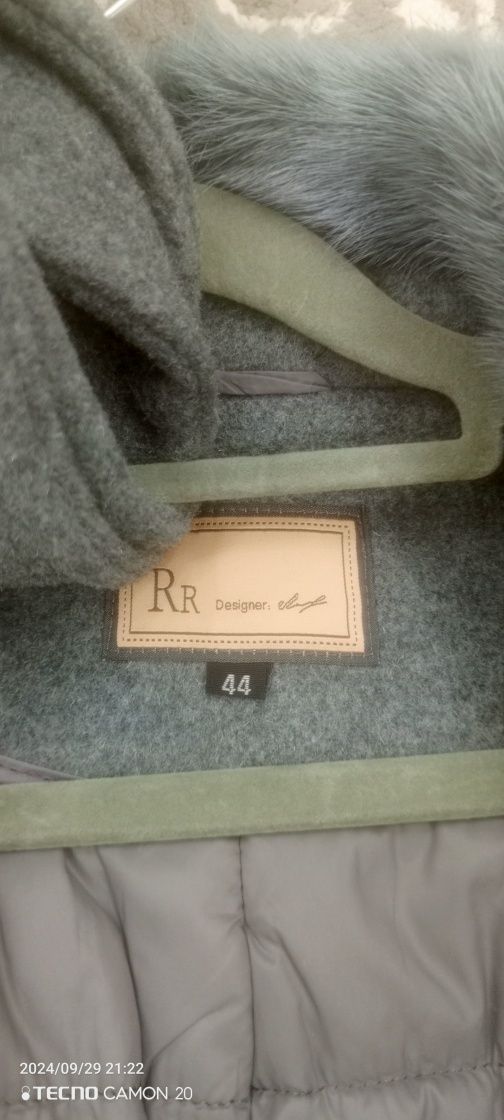 RR Designer:
44
2024/09/29 21:22
TECNO CAMON 20